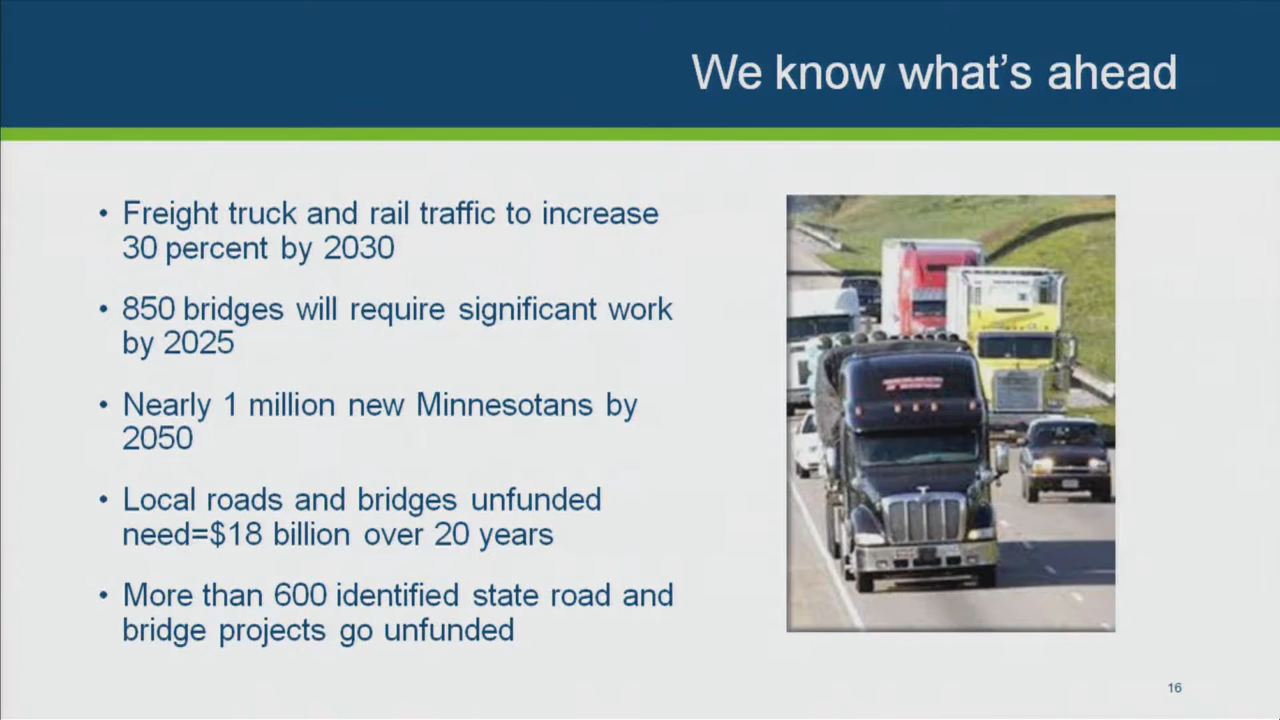 We know what's ahead
• Freight truck and rail traffic to increase
30 percent by 2030
• 850 bridges will require significant work
by 2025
• Nearly 1 million new Minnesotans by
2050
• Local roads and bridges unfunded
need=$18 billion over 20 years
• More than 600 identified state road and
bridge projects go unfunded
16